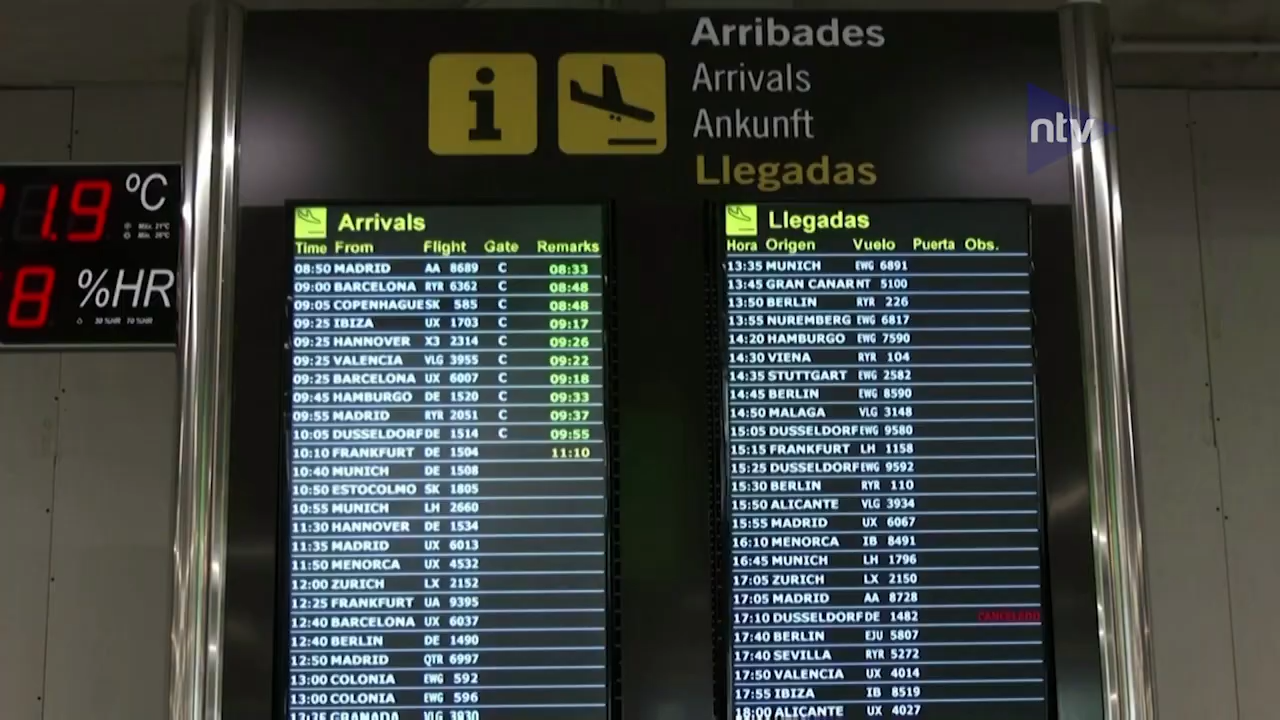 Arribades
Arrivals
Ankunft
Llegadas
ntv
1.9 ºC
8 %HR
Arrivals
Time From Flight Gate Remarks
08:50 MADRID AA 8689 C 08:33
09:00 BARCELONA RYR 6362 C 08:48
09:05 COPENHAGUE SK 585 C 08:48
09:25 IBIZA UX 1703 C 09:17
09:25 HANNOVER X3 2314 C 09:26
09:25 VALENCIA VLG 3955 C 09:22
09:25 BARCELONA UX 6007 C 09:18
09:45 HAMBURGO DE 1520 C 09:33
09:55 MADRID RYR 2051 C 09:37
10:05 DUSSELDORF DE 1514 C 09:55
10:10 FRANKFURT DE 1504 11:10
10:40 MUNICH DE 1508
10:50 ESTOCOLMO SK 1805
10:55 MUNICH LH 2660
11:30 HANNOVER DE 1534
11:35 MADRID UX 6013
11:50 MENORCA UX 4532
12:00 ZURICH LX 2152
12:25 FRANKFURT UA 9395
12:40 BARCELONA UX 6037
12:40 BERLIN DE 1490
12:50 MADRID QTR 6997
13:00 COLONIA EWG 592
13:00 COLONIA EWG 596
GRANADA VLG 3930
Llegadas
Hora Origen Vuelo Puerta Obs.
13:35 MUNICH EWG 6891
13:45 GRAN CANAR NT 5100
13:50 BERLIN RYR 226
13:55 NUREMBERG EWG 6817
14:20 HAMBURGO EWG 7590
14:30 VIENA RYR 104
14:35 STUTTGART EWG 2582
14:45 BERLIN EWG 8590
14:50 MALAGA VLG 3148
15:05 DUSSELDORF EWG 9580
15:15 FRANKFURT LH 1158
15:25 DUSSELDORF EWG 9592
15:30 BERLIN RYR 110
15:50 ALICANTE VLG 3934
15:55 MADRID UX 6067
16:10 MENORCA IB 8491
16:45 MUNICH LH 1796
17:05 ZURICH LX 2150
17:05 MADRID AA 8728
17:10 DUSSELDORF DE 1482 CANCELADO
17:40 BERLIN EJU 5807
17:40 SEVILLA RYR 5272
17:50 VALENCIA UX 4014
17:55 IBIZA IB 8519
18:00 ALICANTE UX 4027